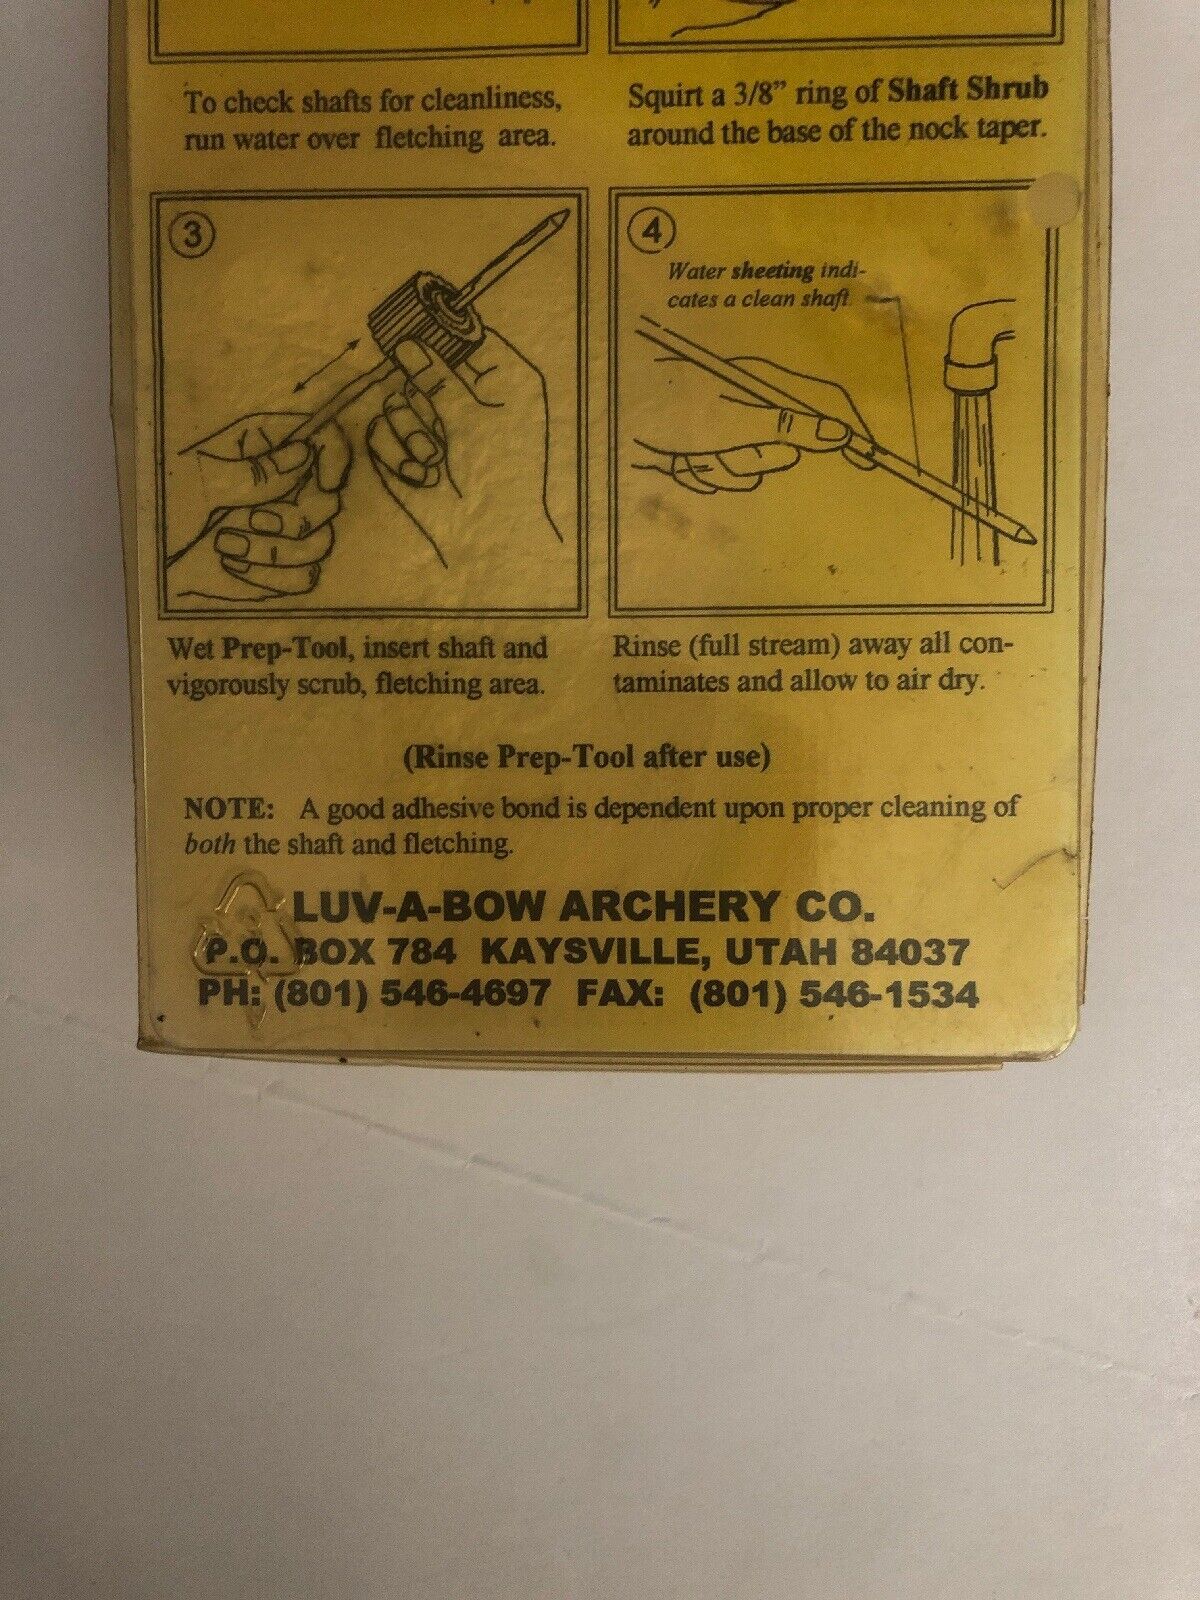 To check shafts for cleanliness,
run water over fletching area.
Squirt a 3/8” ring of Shaft Shrub
around the base of the nock taper.
3
4
Water sheeting indi-
cates a clean shaft
Wet Prep-Tool, insert shaft and
vigorously scrub, fletching area.
Rinse (full stream) away all con-
taminates and allow to air dry.
(Rinse Prep-Tool after use)
NOTE: A good adhesive bond is dependent upon proper cleaning of
both the shaft and fletching.
LUV-A-BOW ARCHERY CO.
P.O. BOX 784 KAYSVILLE, UTAH 84037
PH: (801) 546-4697 FAX: (801) 546-1534